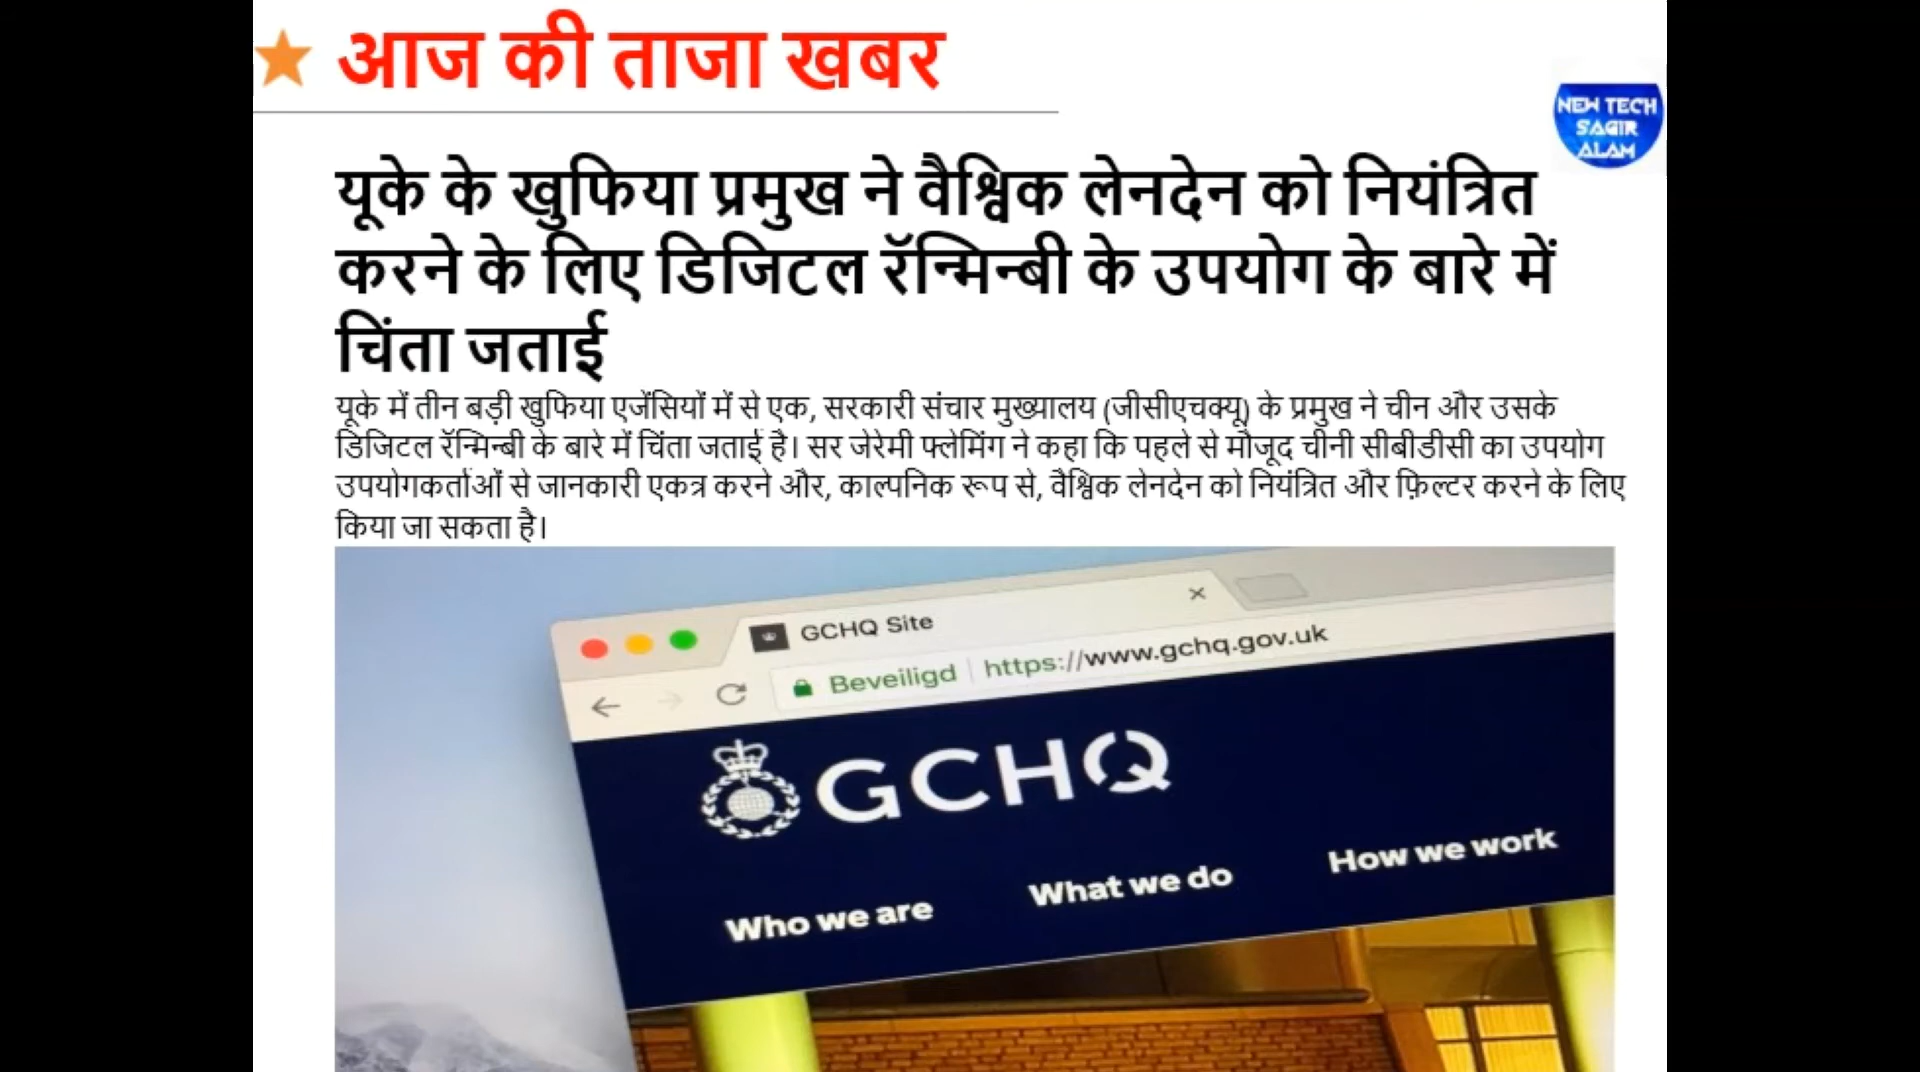 आज की ताजा खबर
NEW TECH
SAGIR
ALAM
यूके के खुफिया प्रमुख ने वैश्विक लेनदेन को नियंत्रित
करने के लिए डिजिटल रॅन्मिन्बी के उपयोग के बारे में
चिंता जताई
यूके में तीन बड़ी खुफिया एजेंसियों में से एक, सरकारी संचार मुख्यालय (जीसीएचक्यू) के प्रमुख ने चीन और उसके
डिजिटल रॅन्मिन्बी के बारे में चिंता जताई है। सर जेरेमी फ्लेमिंग ने कहा कि पहले से मौजूद चीनी सीबीडीसी का उपयोग
उपयोगकर्ताओं से जानकारी एकत्र करने और, काल्पनिक रूप से, वैश्विक लेनदेन को नियंत्रित और फ़िल्टर करने के लिए
किया जा सकता है।
GCHQ Site
Beveiligd https://www.gchq.gov.uk
GCHQ
Who we are What we do How we work